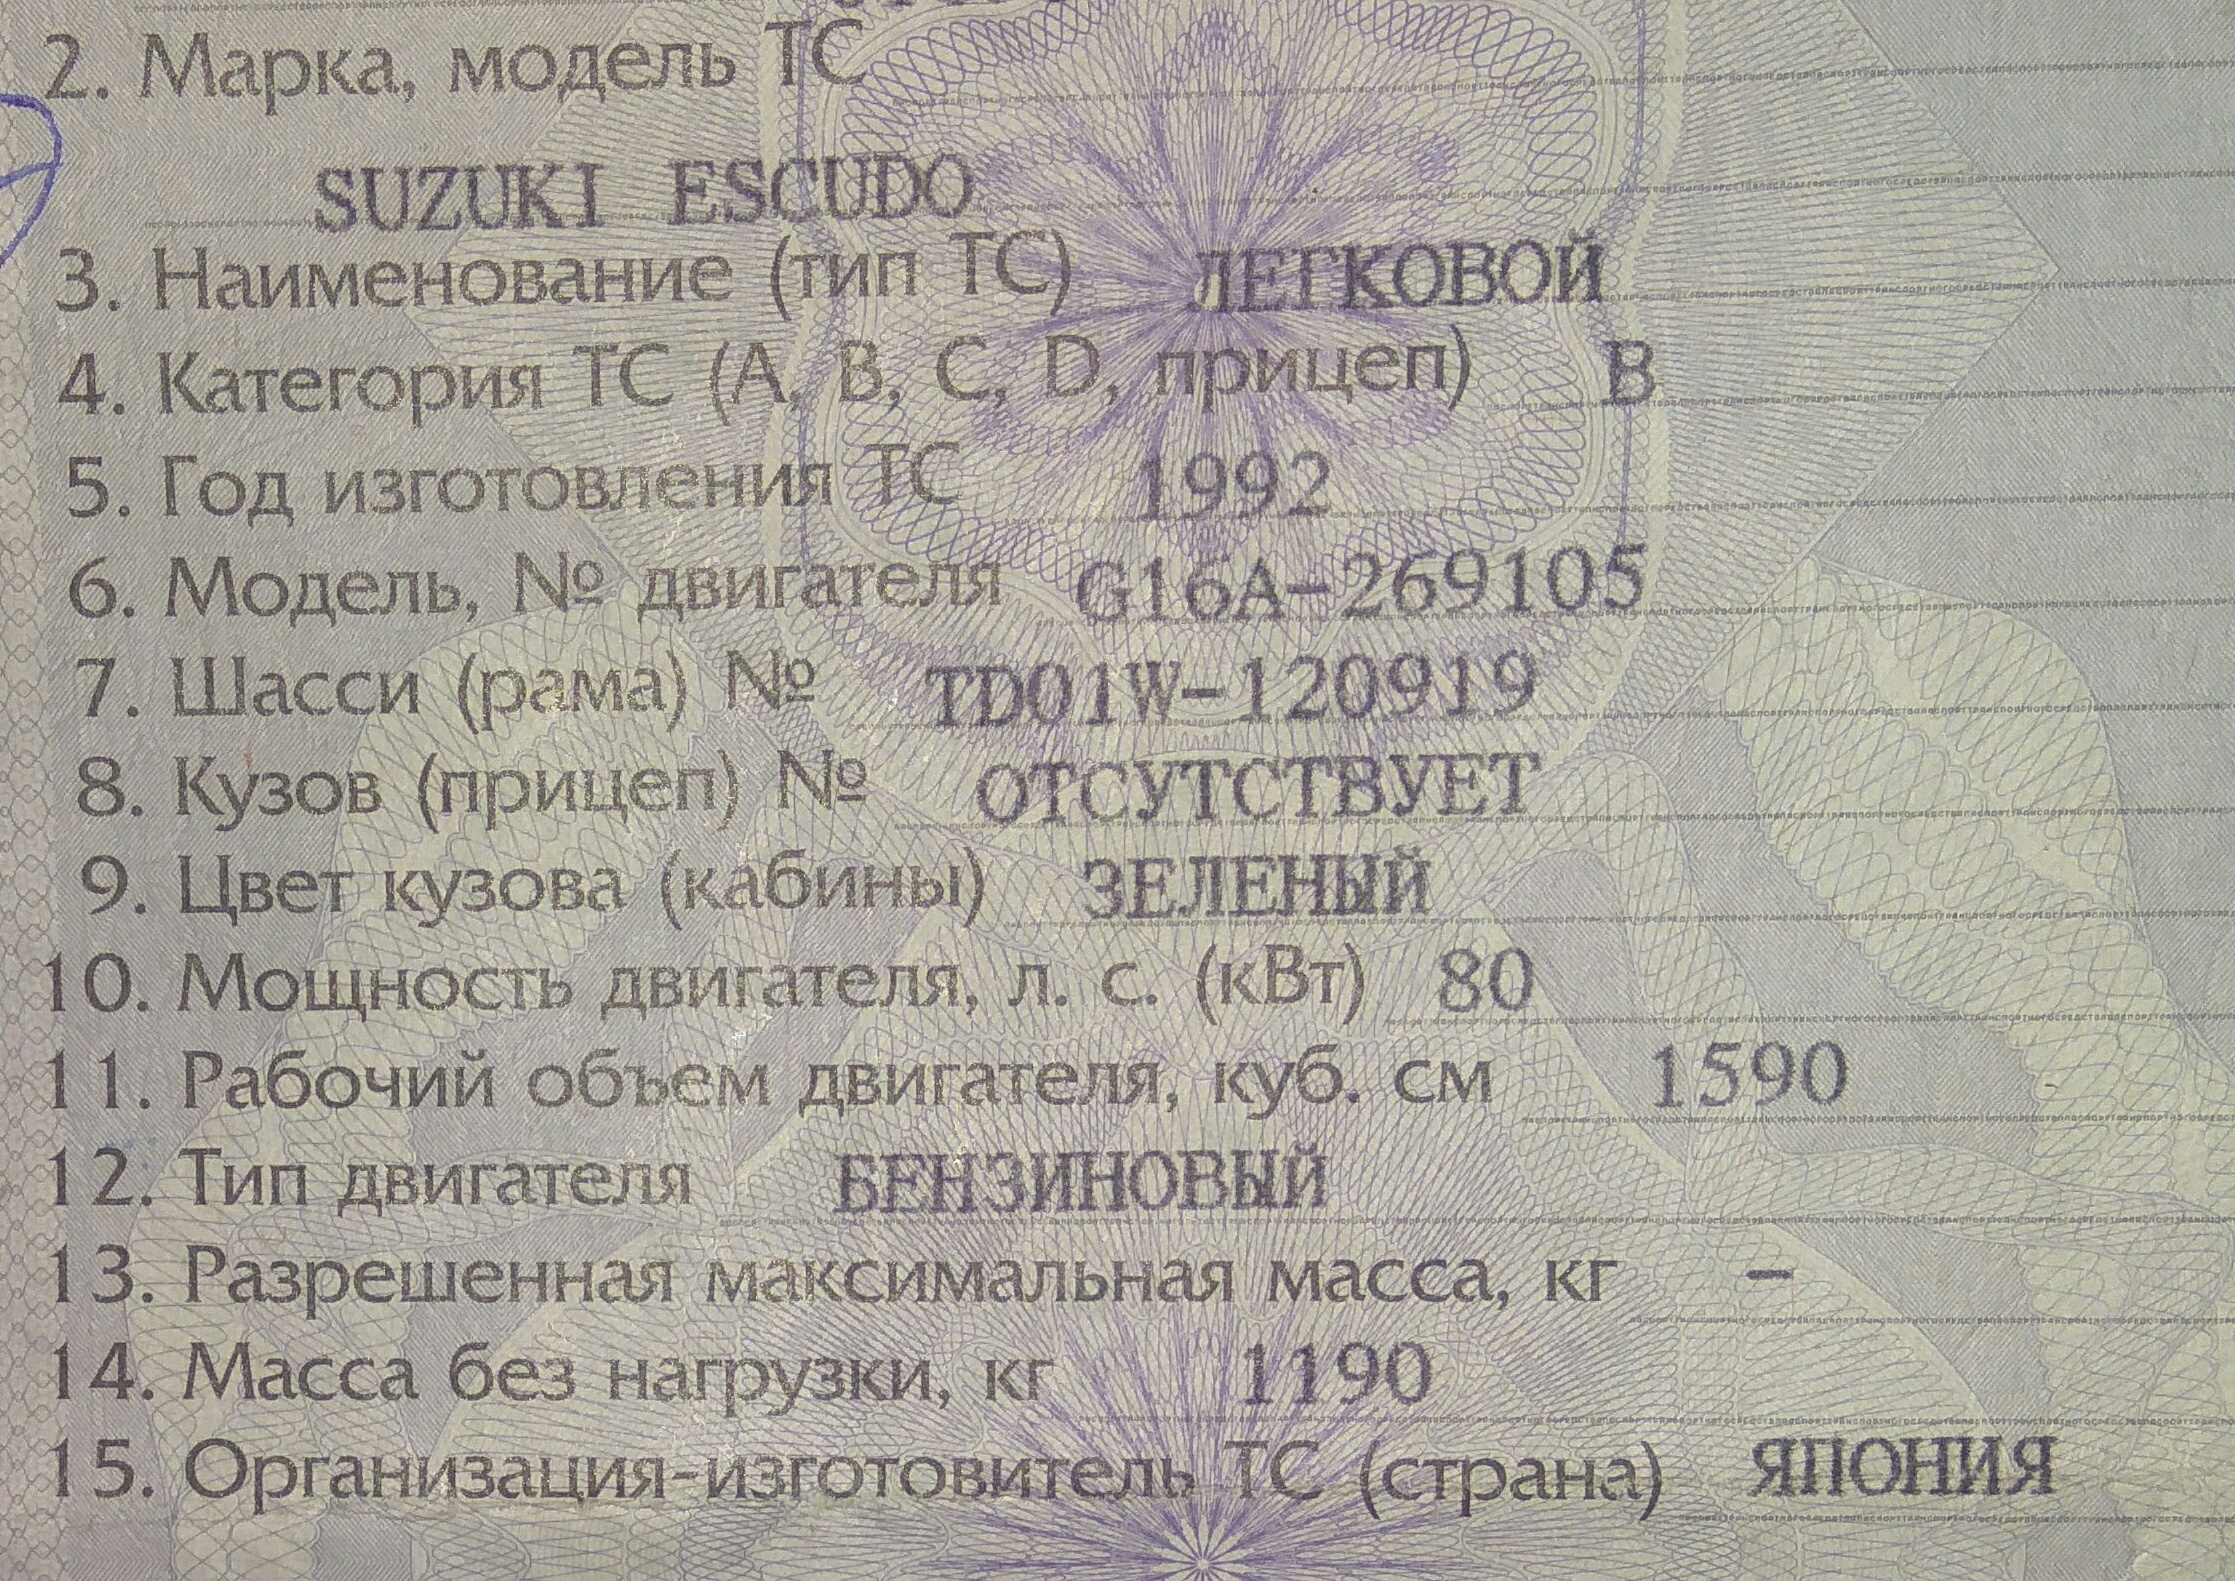 2. Марка, модель ТС
SUZUKI ESCUDO
3. Наименование (тип ТС) ЛЕГКОВОЙ
4. Категория ТС (A, B, C, D, прицеп) B
5. Год изготовления ТС 1992
6. Модель, № двигателя G16A-269105
7. Шасси (рама) № TD01W-120919
8. Кузов (прицеп) № ОТСУТСТВУЕТ
9. Цвет кузова (кабины) ЗЕЛЕНЫЙ
10. Мощность двигателя, л. с. (кВт) 80
11. Рабочий объем двигателя, куб. см 1590
12. Тип двигателя БЕНЗИНОВЫЙ
13. Разрешенная максимальная масса, кг –
14. Масса без нагрузки, кг 1190
15. Организация-изготовитель ТС (страна) ЯПОНИЯ